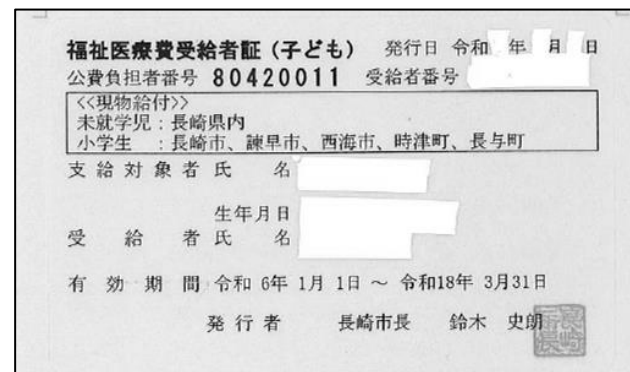 福祉医療費受給者証（子ども） 発行日 令和 年 月 日
公費負担者番号 80420011 受給者番号
<<現物給付>>
未就学児：長崎県内
小学生 ：長崎市、諫早市、西海市、時津町、長与町
支給対象者氏 名
生年月日
受給者氏 名
有効期間 令和 6年 1月 1日 ～ 令和18年 3月31日
発行者 長崎市長 鈴木 史朗
長崎市長